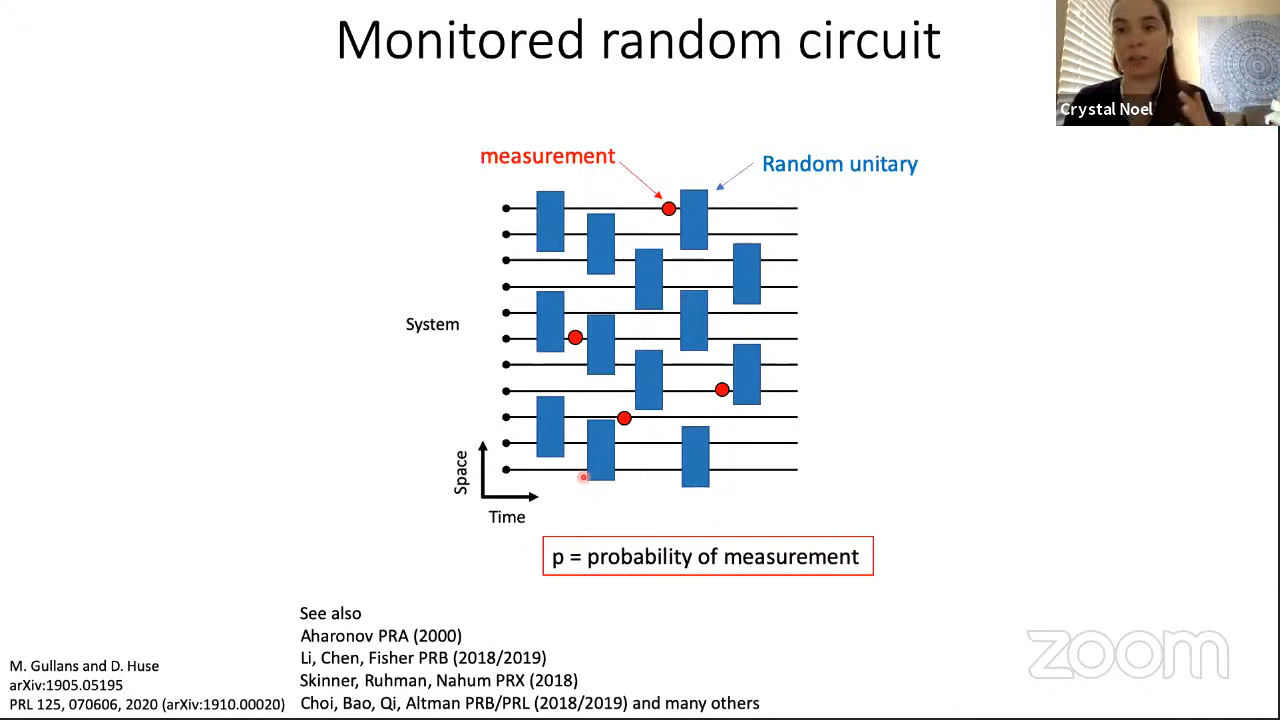 Monitored random circuit
Crystal Noel
measurement
Random unitary
System
Space
Time
p = probability of measurement
See also
Aharonov PRA (2000)
Li, Chen, Fisher PRB (2018/2019)
Skinner, Ruhman, Nahum PRX (2018)
Choi, Bao, Qi, Altman PRB/PRL (2018/2019) and many others
M. Gullans and D. Huse
arXiv:1905.05195
PRL 125, 070606, 2020 (arXiv:1910.00020)
zoom